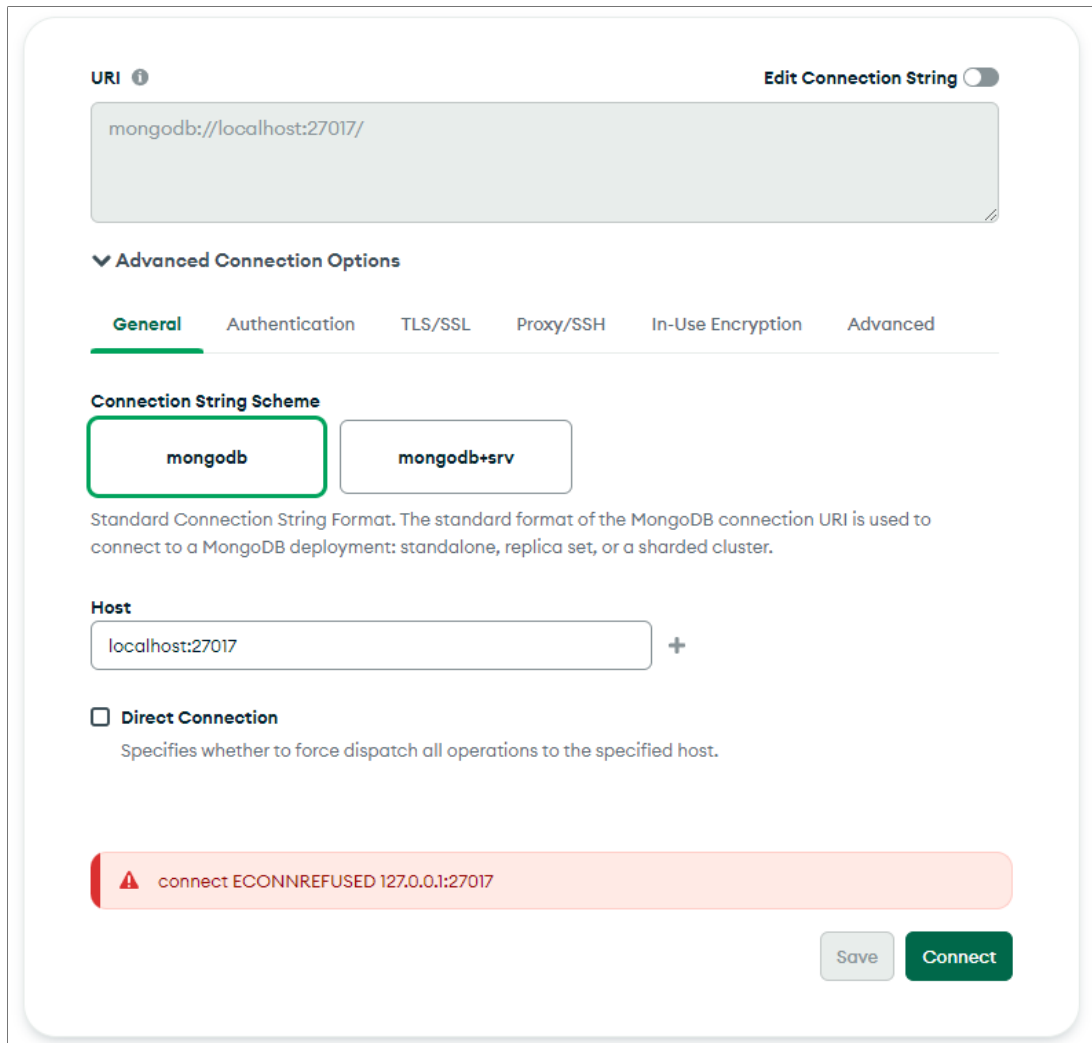 URI
Edit Connection String
mongodb://localhost:27017/
Advanced Connection Options
General Authentication TLS/SSL Proxy/SSH In-Use Encryption Advanced
Connection String Scheme
mongodb mongodb+srv
Standard Connection String Format. The standard format of the MongoDB connection URI is used to
connect to a MongoDB deployment: standalone, replica set, or a sharded cluster.
Host
localhost:27017
Direct Connection
Specifies whether to force dispatch all operations to the specified host.
connect ECONNREFUSED 127.0.0.1:27017
Save Connect